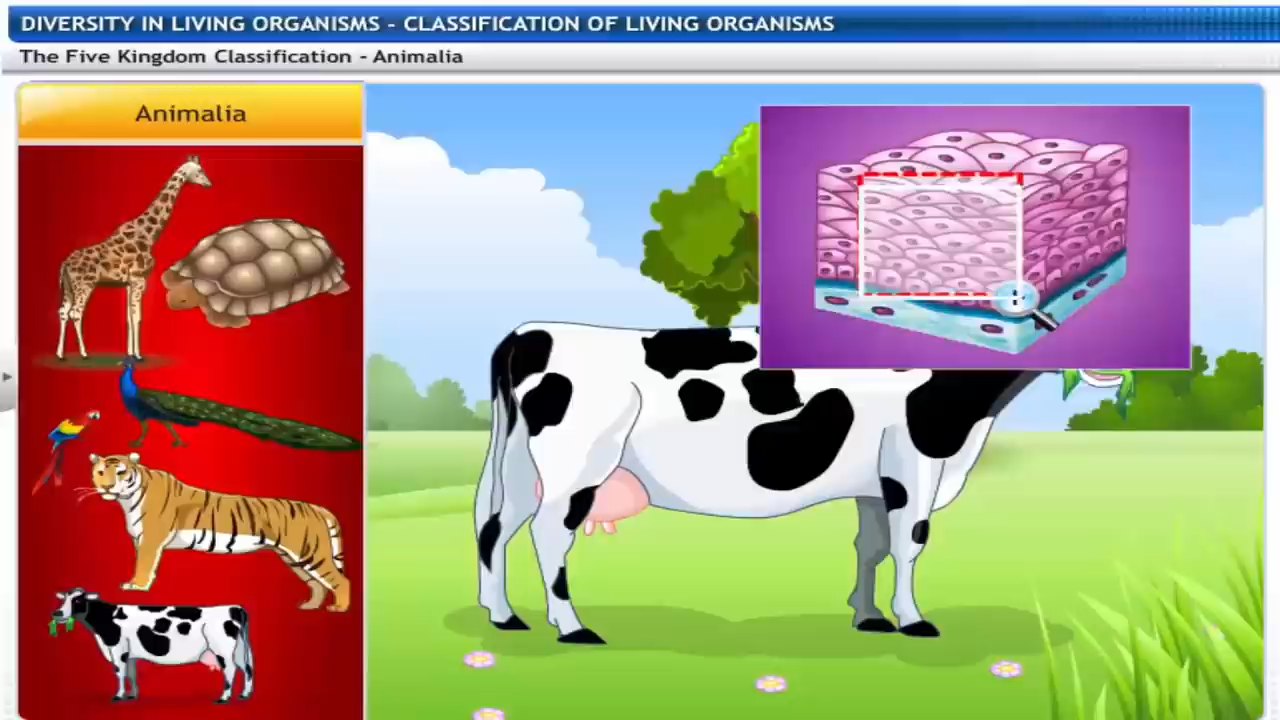 DIVERSITY IN LIVING ORGANISMS - CLASSIFICATION OF LIVING ORGANISMS
The Five Kingdom Classification - Animalia
Animalia